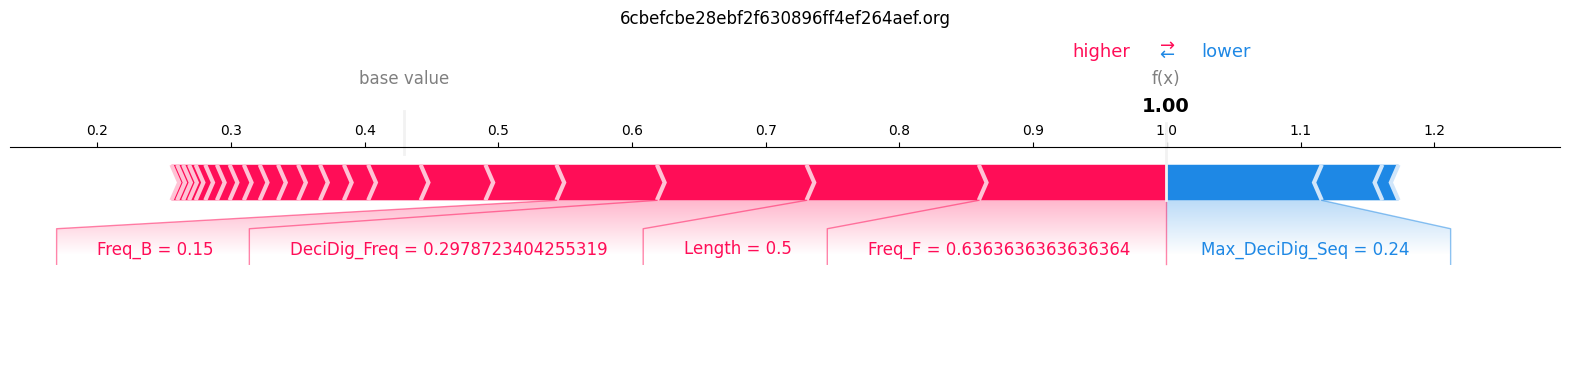 6cbefcbe28ebf2f630896ff4ef264aef.org
higher → ← lower
base value f(x)
1.00
0.2 0.3 0.4 0.5 0.6 0.7 0.8 0.9 1.0 1.1 1.2
Freq_B = 0.15 DeciDig_Freq = 0.2978723404255319 Length = 0.5 Freq_F = 0.6363636363636364 Max_DeciDig_Seq = 0.24